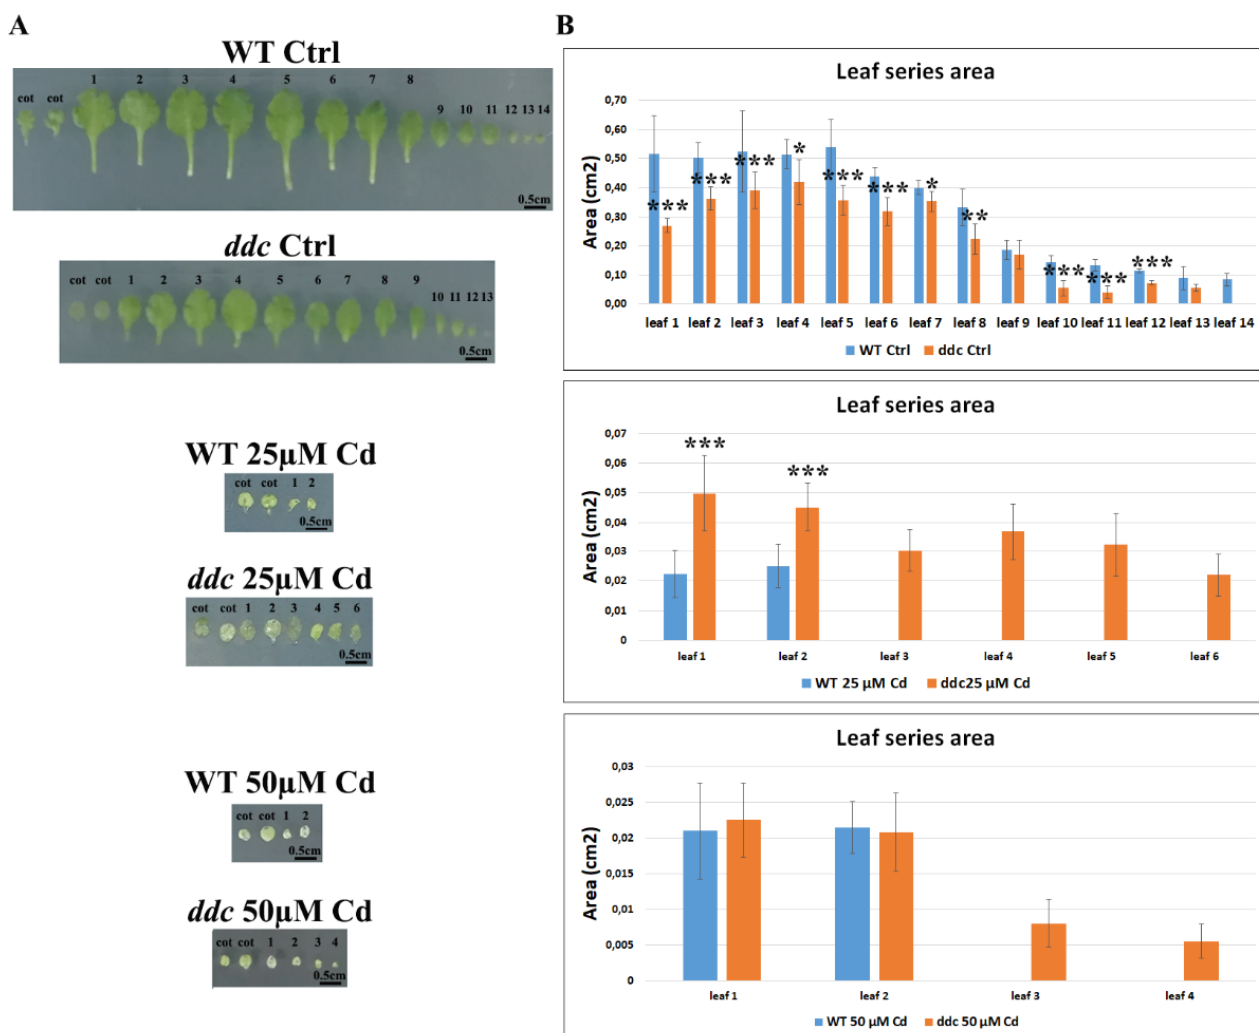 A
WT Ctrl
cot cot 1 2 3 4 5 6 7 8 9 10 11 12 13 14
0.5cm
ddc Ctrl
cot cot 1 2 3 4 5 6 7 8 9 10 11 12 13
0.5cm
WT 25µM Cd
cot cot 1 2
0.5cm
ddc 25µM Cd
cot cot 1 2 3 4 5 6
0.5cm
WT 50µM Cd
cot cot 1 2
0.5cm
ddc 50µM Cd
cot cot 1 2 3 4
0.5cm
B
Leaf series area
Area (cm2)
0,70
0,60
0,50
0,40
0,30
0,20
0,10
0,00
*** *** *** * *** *** * ** *** *** ***
leaf 1 leaf 2 leaf 3 leaf 4 leaf 5 leaf 6 leaf 7 leaf 8 leaf 9 leaf 10 leaf 11 leaf 12 leaf 13 leaf 14
WT Ctrl ddc Ctrl
Leaf series area
Area (cm2)
0,07
0,06
0,05
0,04
0,03
0,02
0,01
0
*** ***
leaf 1 leaf 2 leaf 3 leaf 4 leaf 5 leaf 6
WT 25 µM Cd ddc25 µM Cd
Leaf series area
Area (cm2)
0,03
0,025
0,02
0,015
0,01
0,005
0
leaf 1 leaf 2 leaf 3 leaf 4
WT 50 µM Cd ddc 50 µM Cd